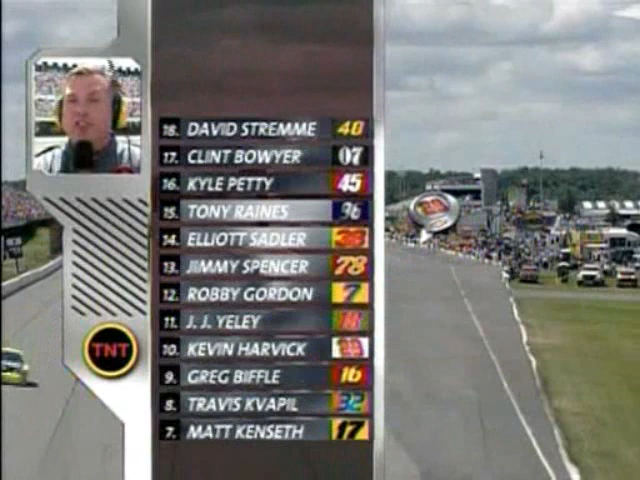 18. DAVID STREMME 40
17. CLINT BOWYER 07
16. KYLE PETTY 45
15. TONY RAINES 96
14. ELLIOTT SADLER 38
13. JIMMY SPENCER 78
12. ROBBY GORDON 7
11. J. J. YELEY 18
10. KEVIN HARVICK 29
9. GREG BIFFLE 16
8. TRAVIS KVAPIL 32
7. MATT KENSETH 17
TNT